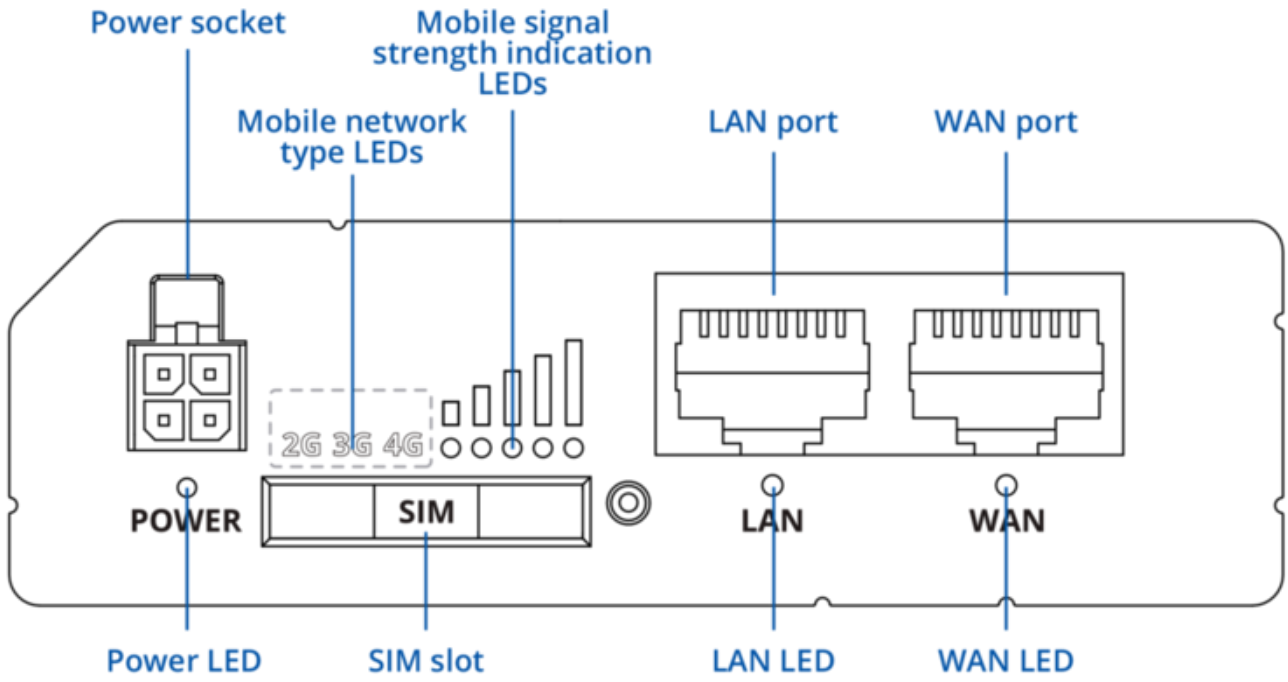 Power socket
Mobile signal
strength indication
LEDs
Mobile network
type LEDs
LAN port
WAN port
2G 3G 4G
POWER
SIM
LAN
WAN
Power LED
SIM slot
LAN LED
WAN LED